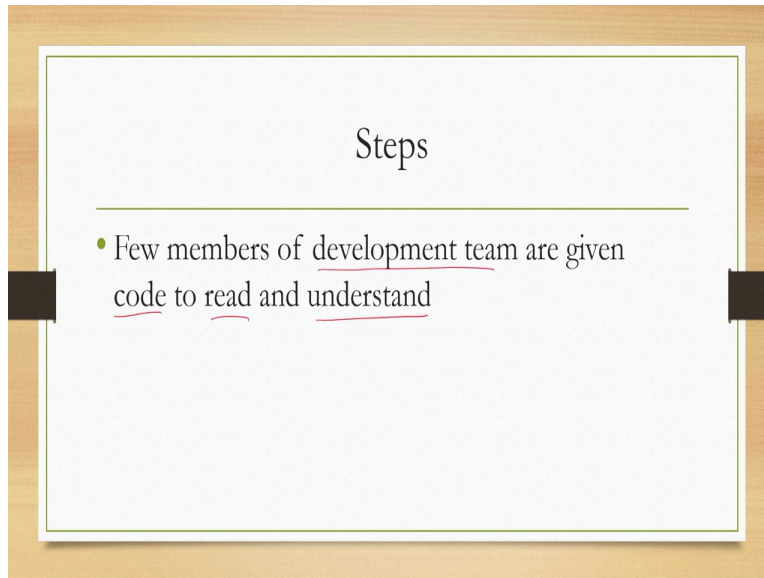 Steps
• Few members of development team are given
code to read and understand